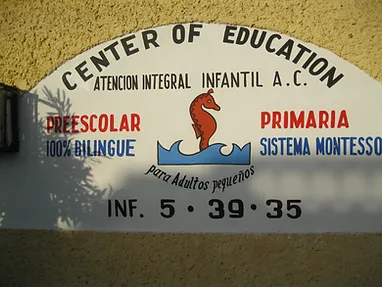 CENTER OF EDUCATION
ATENCION INTEGRAL INFANTIL A.C.
PREESCOLAR
100% BILINGUE
PRIMARIA
SISTEMA MONTESSO
para Adultos pequeños
INF. 5 · 39 · 35